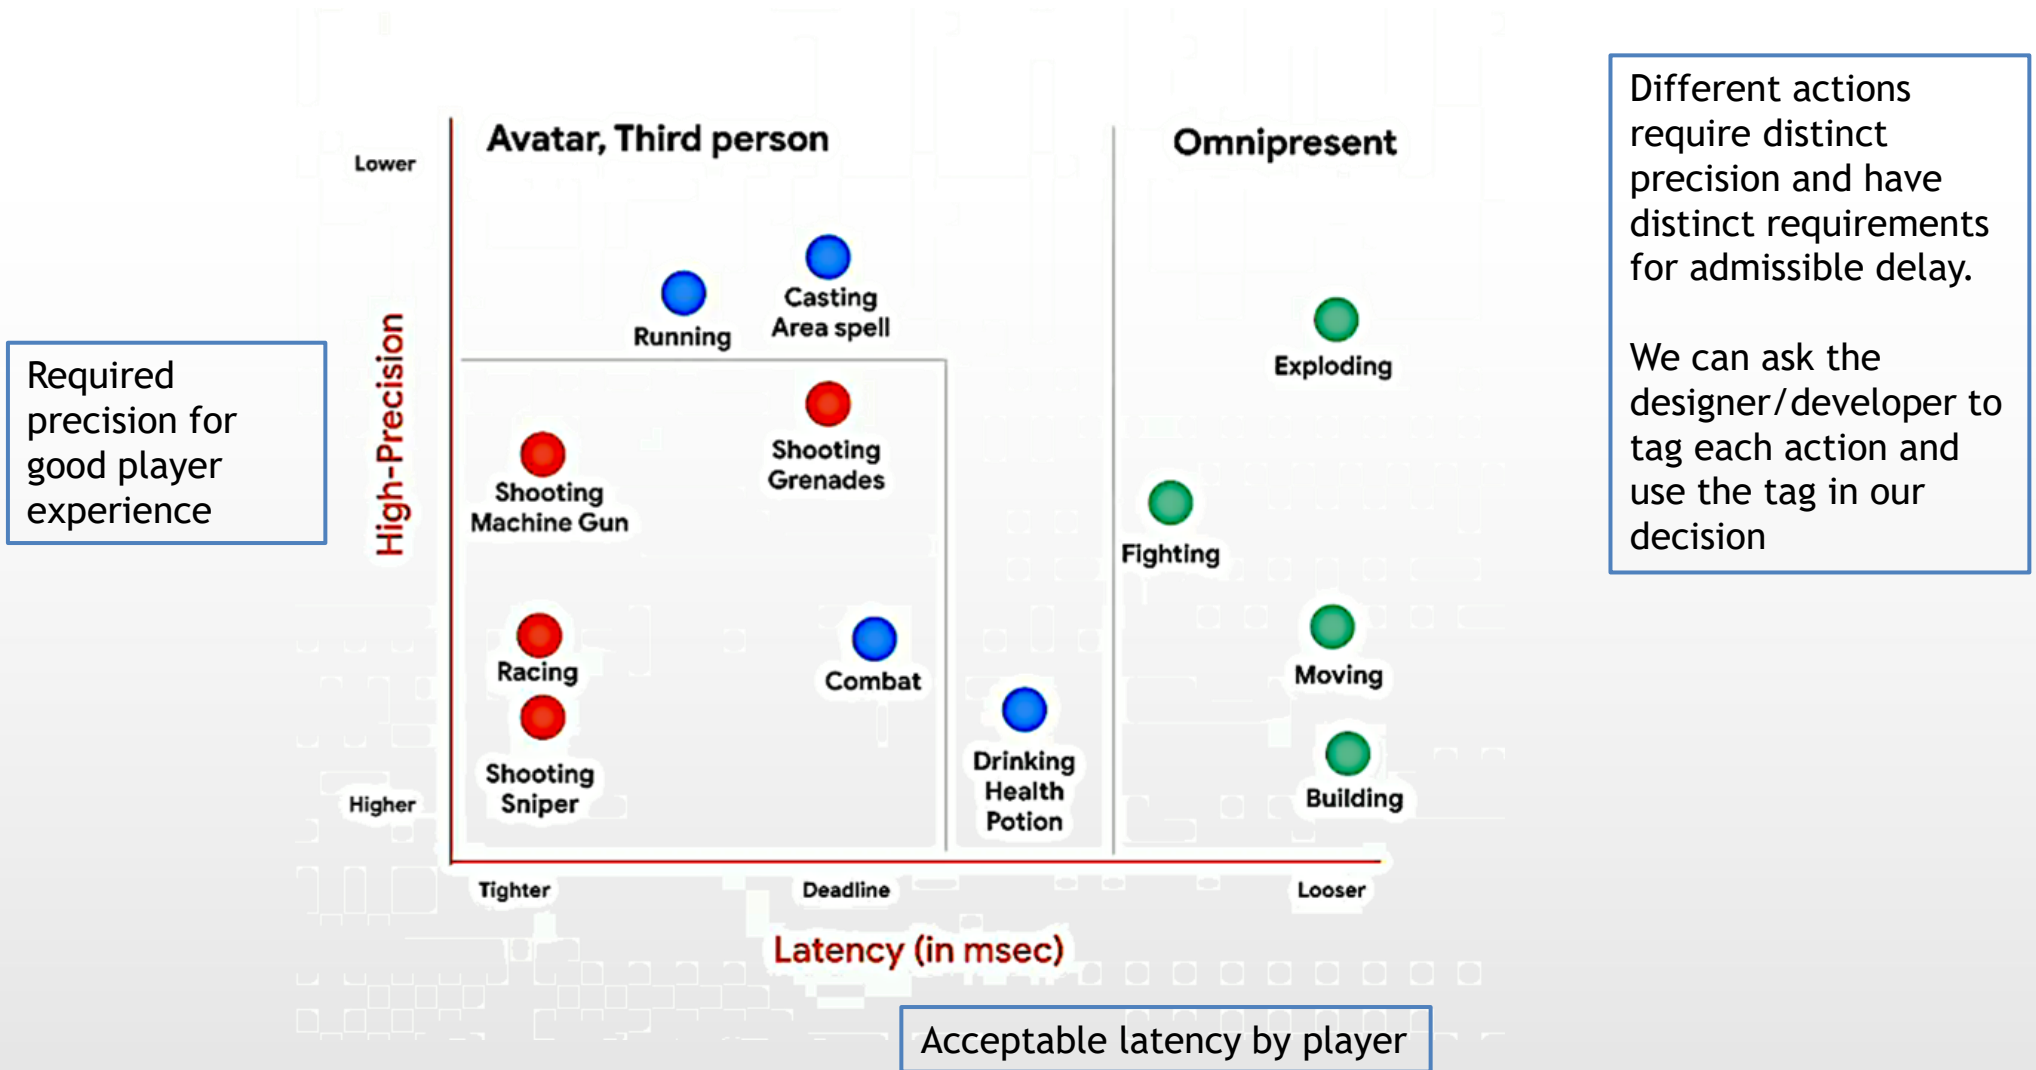 Avatar, Third person
Omnipresent
Lower
High-Precision
Higher
Running
Casting
Area spell
Shooting
Machine Gun
Shooting
Grenades
Racing
Shooting
Sniper
Combat
Drinking
Health
Potion
Exploding
Fighting
Moving
Building
Tighter
Deadline
Looser
Latency (in msec)
Required
precision for
good player
experience
Different actions
require distinct
precision and have
distinct requirements
for admissible delay.
We can ask the
designer/developer to
tag each action and
use the tag in our
decision
Acceptable latency by player